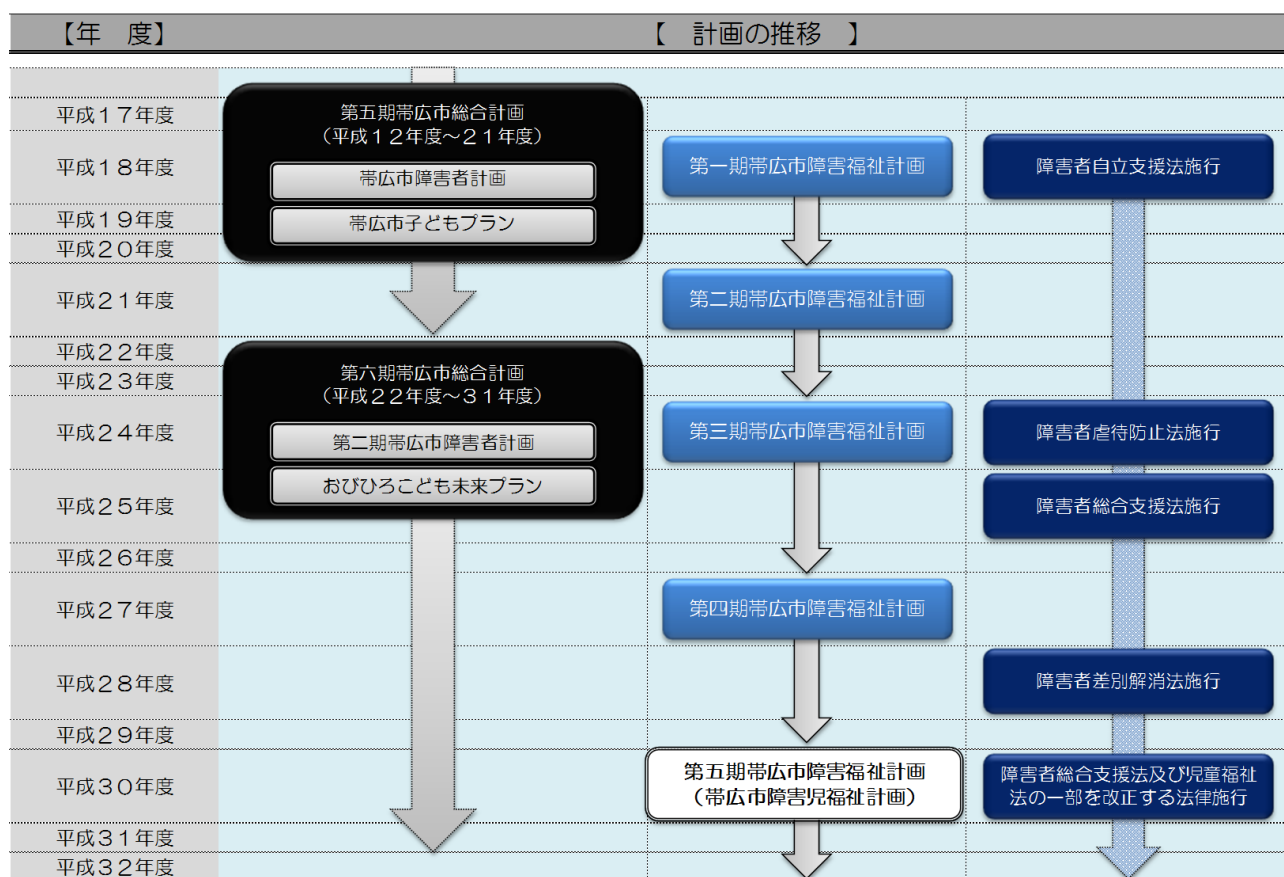 【年　度】
【　計画の推移　】
平成１７年度
第五期帯広市総合計画
（平成１２年度～２１年度）
平成１８年度
帯広市障害者計画
第一期帯広市障害福祉計画
障害者自立支援法施行
平成１９年度
帯広市子どもプラン
平成２０年度
平成２１年度
第二期帯広市障害福祉計画
平成２２年度
平成２３年度
第六期帯広市総合計画
（平成２２年度～３１年度）
平成２４年度
第二期帯広市障害者計画
第三期帯広市障害福祉計画
障害者虐待防止法施行
おびひろこども未来プラン
平成２５年度
障害者総合支援法施行
平成２６年度
平成２７年度
第四期帯広市障害福祉計画
平成２８年度
障害者差別解消法施行
平成２９年度
平成３０年度
第五期帯広市障害福祉計画
（帯広市障害児福祉計画）
障害者総合支援法及び児童福祉
法の一部を改正する法律施行
平成３１年度
平成３２年度